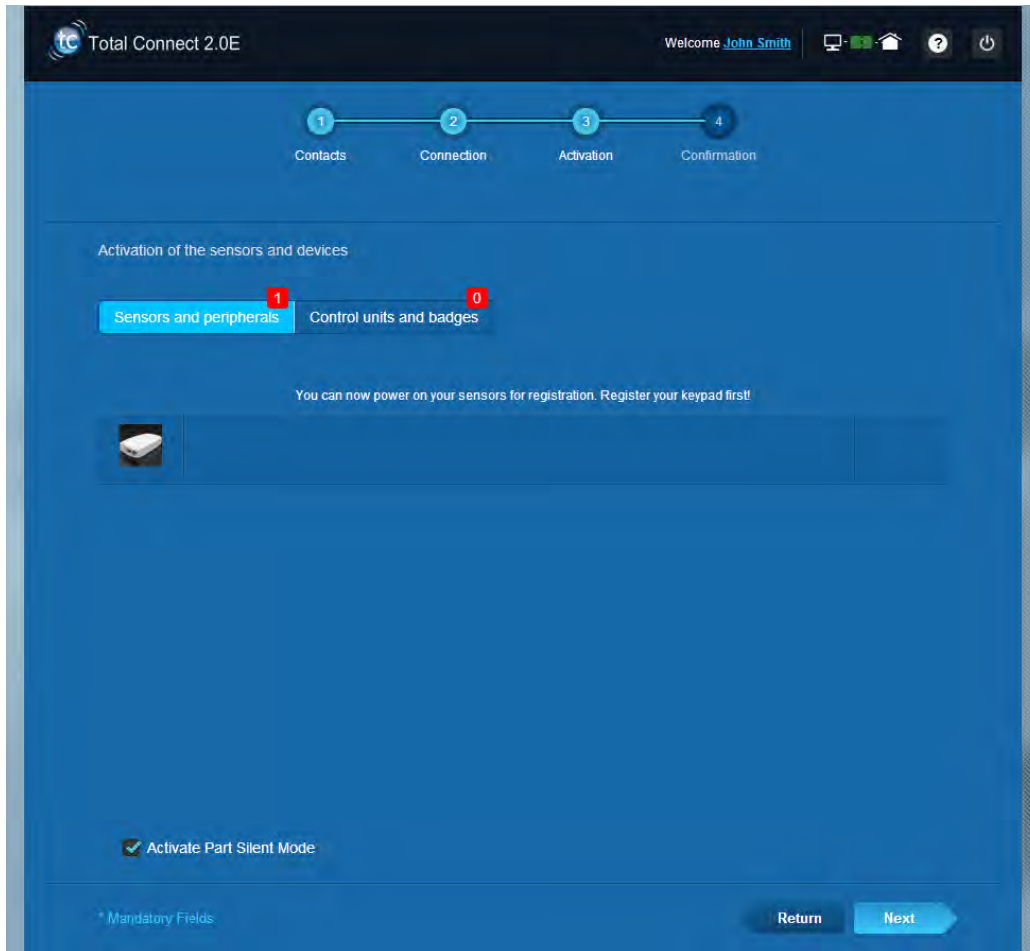 tc Total Connect 2.0E
Welcome John Smith
?
1 2 3 4
Contacts Connection Activation Confirmation
Activation of the sensors and devices
1 0
Sensors and peripherals Control units and badges
You can now power on your sensors for registration. Register your keypad first!
Activate Part Silent Mode
* Mandatory Fields
Return Next